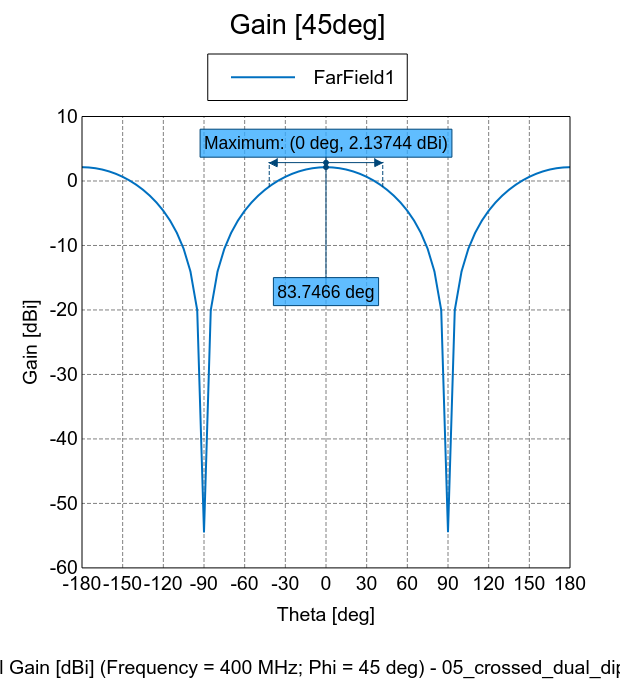 Gain [45deg]
FarField1
10
Maximum: (0 deg, 2.13744 dBi)
0
-10
83.7466 deg
-20
Gain [dBi]
-30
-40
-50
-60
-180 -150 -120 -90 -60 -30 0 30 60 90 120 150 180
Theta [deg]
Gain [dBi] (Frequency = 400 MHz; Phi = 45 deg) - 05_crossed_dual_dip